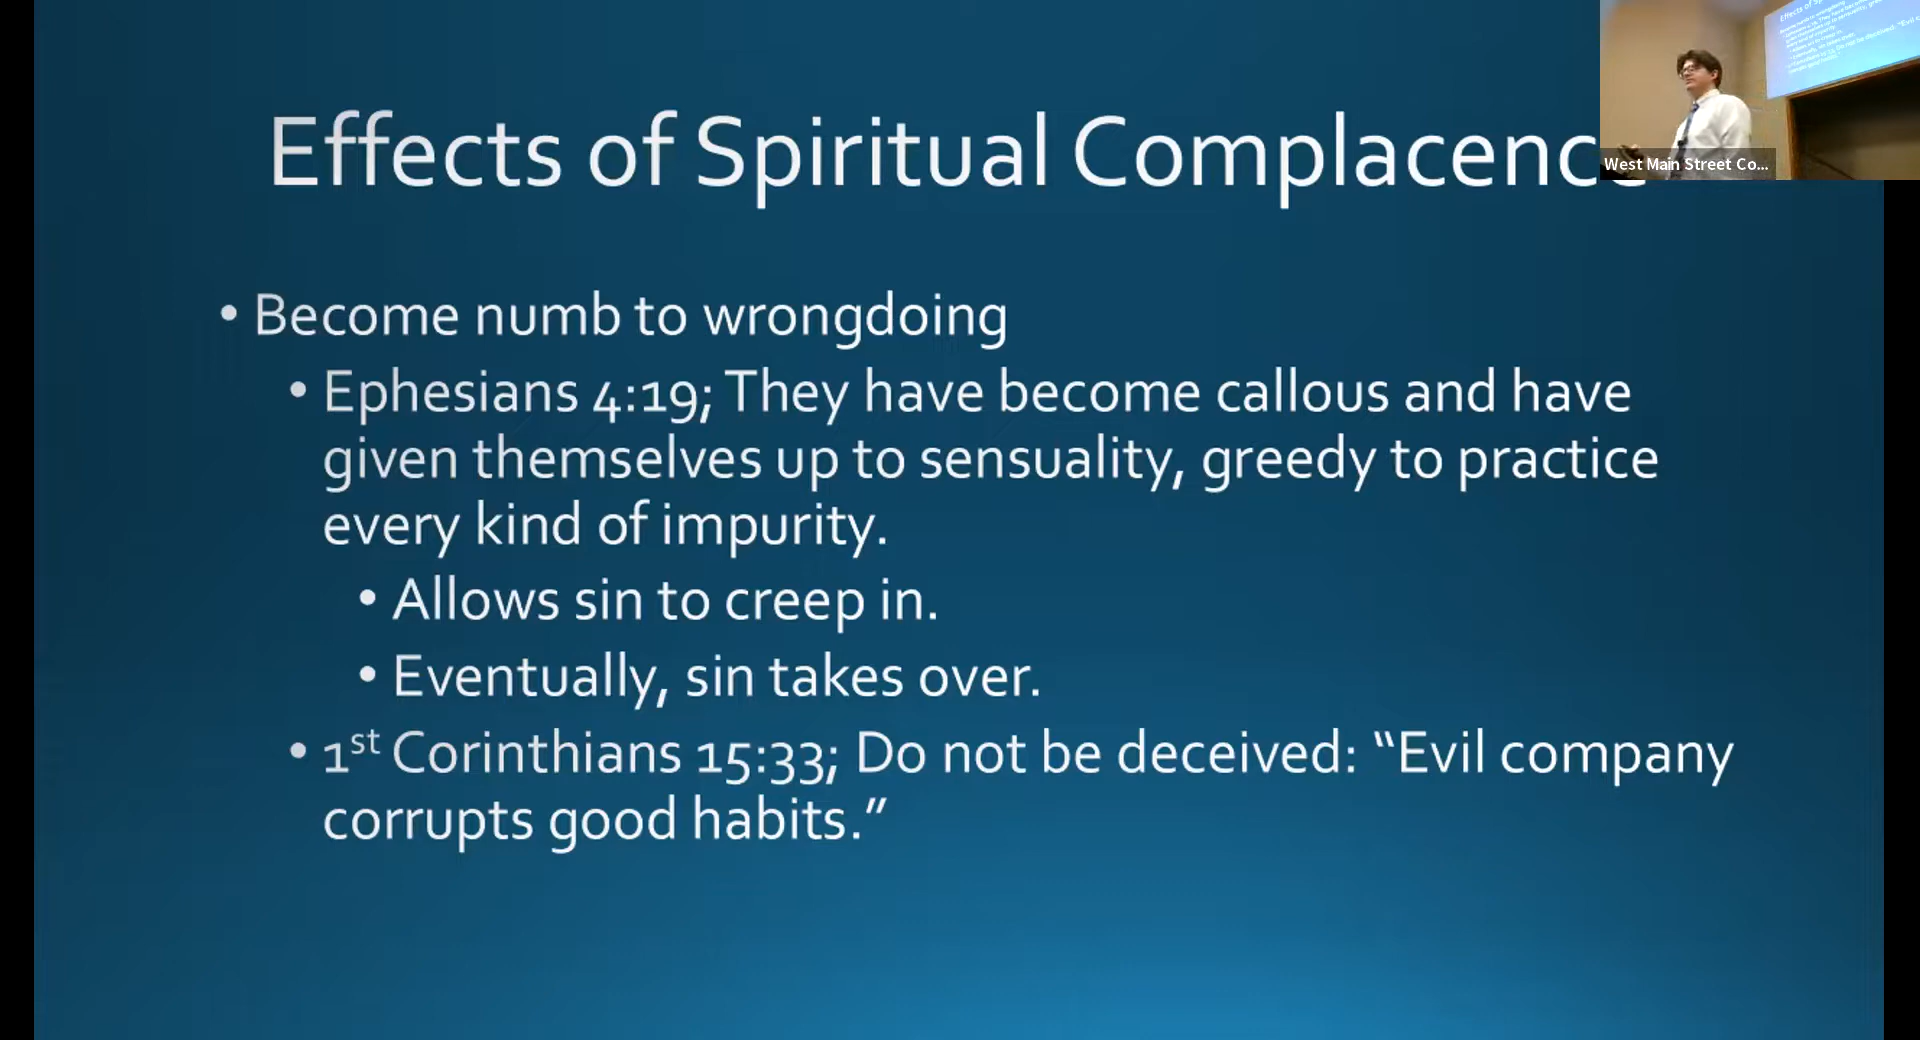 Effects of Spiritual Complacenc
West Main Street Co...
• Become numb to wrongdoing
• Ephesians 4:19; They have become callous and have
given themselves up to sensuality, greedy to practice
every kind of impurity.
• Allows sin to creep in.
• Eventually, sin takes over.
• 1st Corinthians 15:33; Do not be deceived: “Evil company
corrupts good habits.”